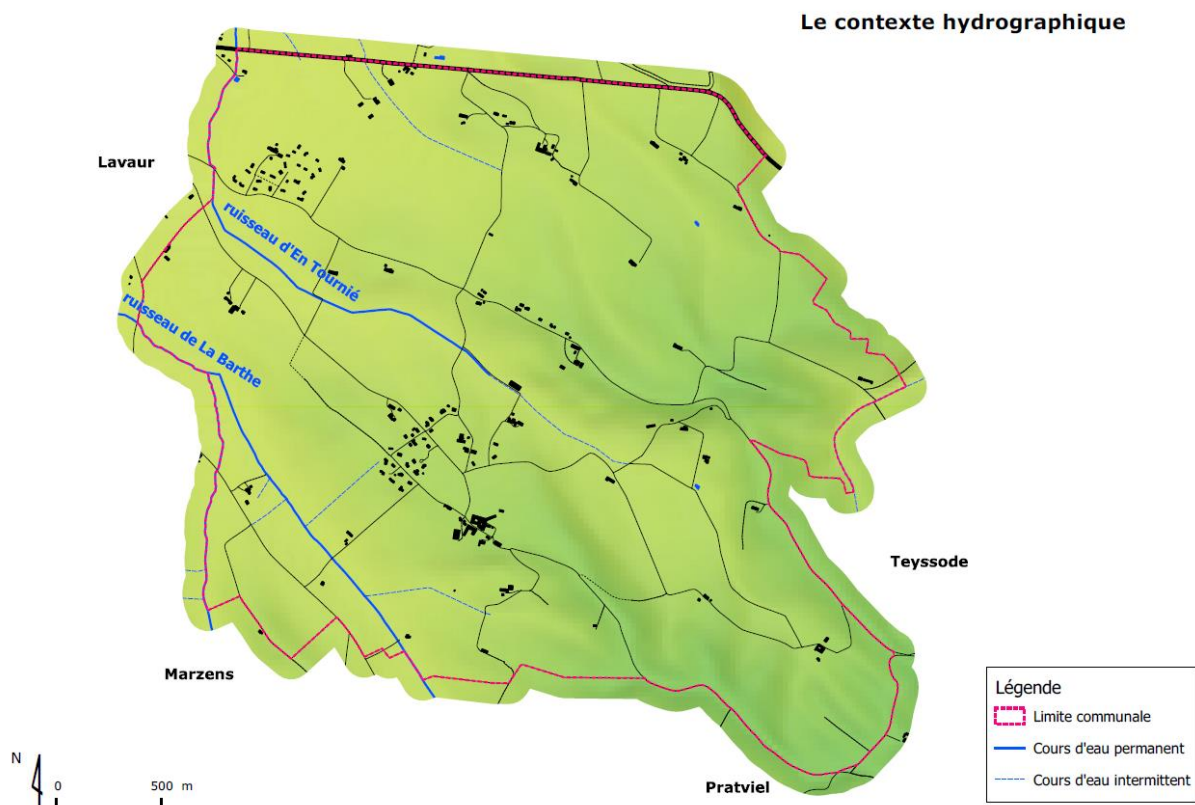 Le contexte hydrographique
Lavaur
ruisseau d'En Tournié
ruisseau de La Barthe
Teyssode
Marzens
Pratviel
Légende
Limite communale
Cours d'eau permanent
Cours d'eau intermittent
N
0 500 m